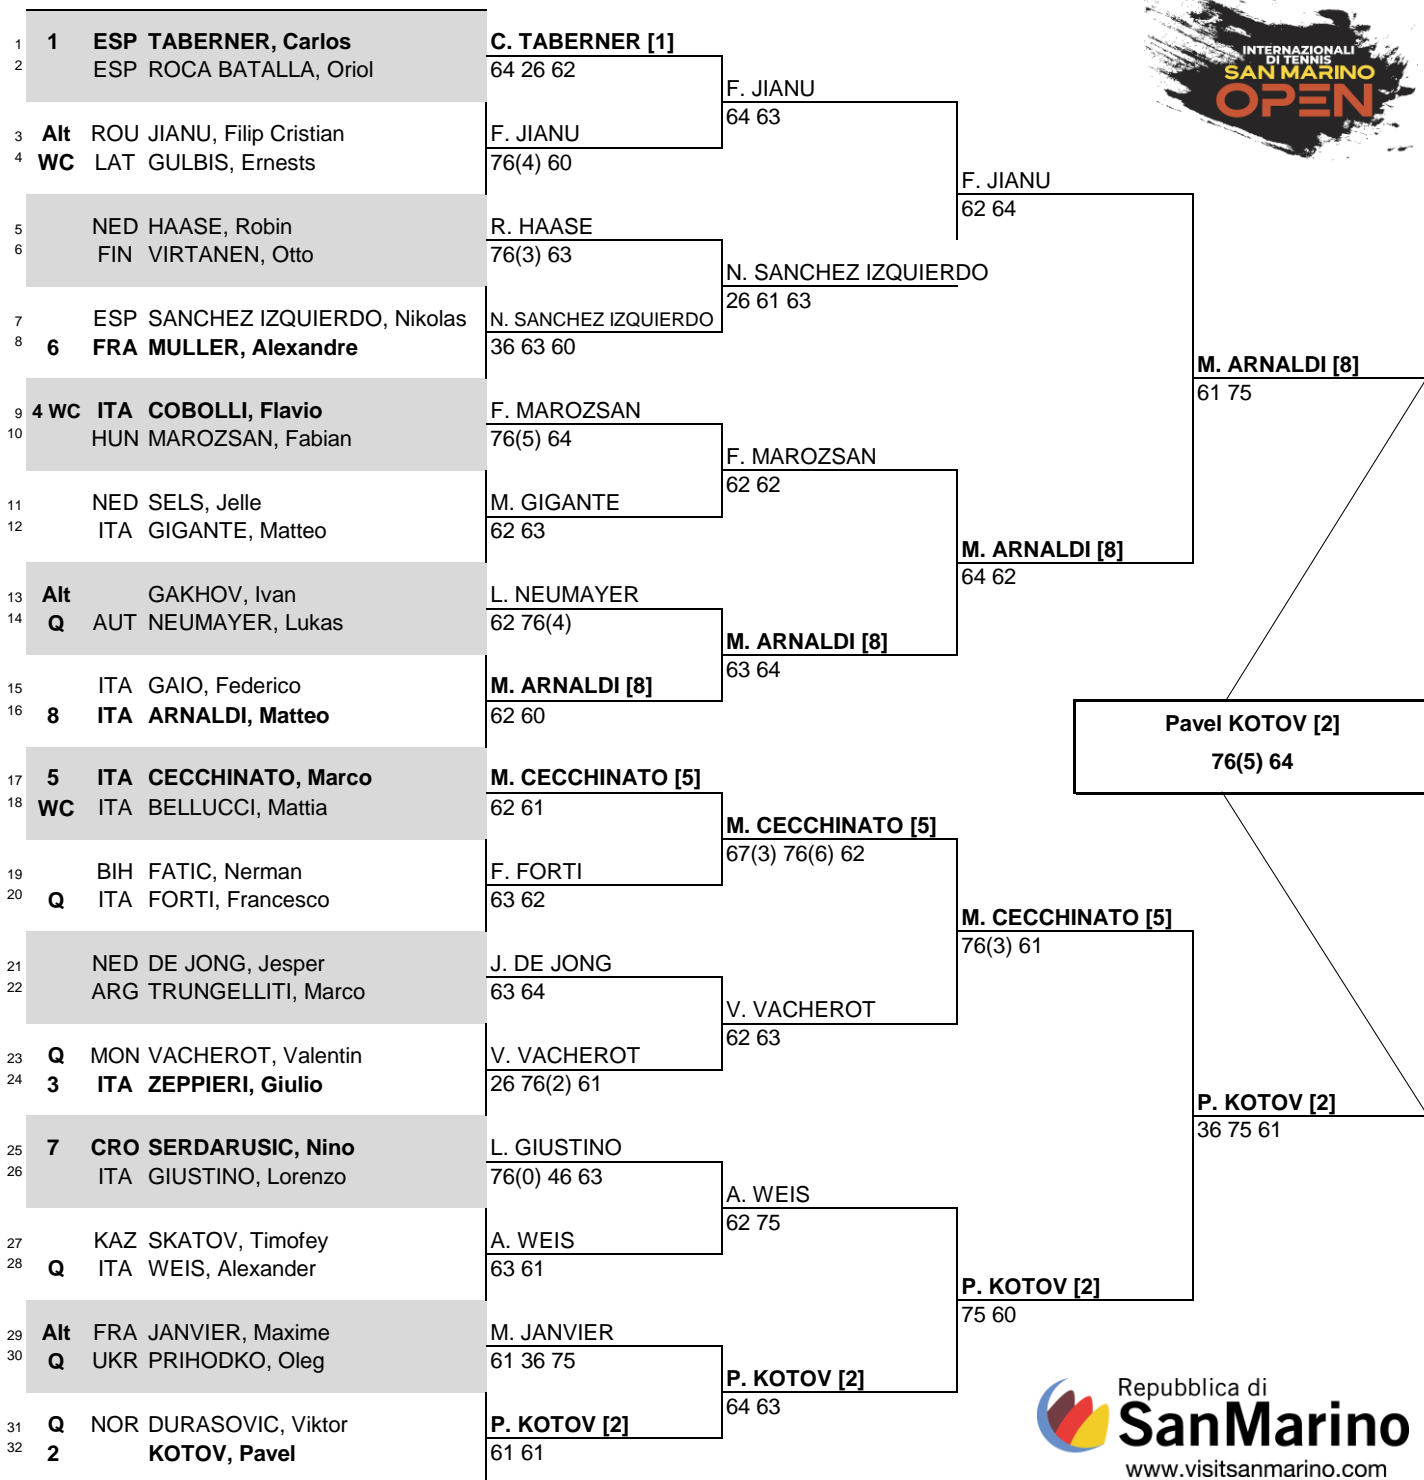 INTERNAZIONALI
DI TENNIS
SAN MARINO
OPEN
1 1 ESP TABERNER, Carlos
2 ESP ROCA BATALLA, Oriol
3 Alt ROU JIANU, Filip Cristian
4 WC LAT GULBIS, Ernests
5 NED HAASE, Robin
6 FIN VIRTANEN, Otto
7 ESP SANCHEZ IZQUIERDO, Nikolas
8 6 FRA MULLER, Alexandre
9 4 WC ITA COBOLLI, Flavio
10 HUN MAROZSAN, Fabian
11 NED SELS, Jelle
12 ITA GIGANTE, Matteo
13 Alt GAKHOV, Ivan
14 Q AUT NEUMAYER, Lukas
15 ITA GAIO, Federico
16 8 ITA ARNALDI, Matteo
17 5 ITA CECCHINATO, Marco
18 WC ITA BELLUCCI, Mattia
19 BIH FATIC, Nerman
20 Q ITA FORTI, Francesco
21 NED DE JONG, Jesper
22 ARG TRUNGELLITI, Marco
23 Q MON VACHEROT, Valentin
24 3 ITA ZEPPIERI, Giulio
25 7 CRO SERDARUSIC, Nino
26 ITA GIUSTINO, Lorenzo
27 KAZ SKATOV, Timofey
28 Q ITA WEIS, Alexander
29 Alt FRA JANVIER, Maxime
30 Q UKR PRIHODKO, Oleg
31 Q NOR DURASOVIC, Viktor
32 2 KOTOV, Pavel
C. TABERNER [1]
64 26 62
F. JIANU
76(4) 60
R. HAASE
76(3) 63
N. SANCHEZ IZQUIERDO
36 63 60
F. MAROZSAN
76(5) 64
M. GIGANTE
62 63
L. NEUMAYER
62 76(4)
M. ARNALDI [8]
62 60
M. CECCHINATO [5]
62 61
F. FORTI
63 62
J. DE JONG
63 64
V. VACHEROT
26 76(2) 61
L. GIUSTINO
76(0) 46 63
A. WEIS
63 61
M. JANVIER
61 36 75
P. KOTOV [2]
61 61
F. JIANU
64 63
N. SANCHEZ IZQUIERDO
26 61 63
F. MAROZSAN
62 62
M. ARNALDI [8]
63 64
M. CECCHINATO [5]
67(3) 76(6) 62
V. VACHEROT
62 63
A. WEIS
62 75
P. KOTOV [2]
64 63
F. JIANU
62 64
M. ARNALDI [8]
64 62
M. CECCHINATO [5]
76(3) 61
P. KOTOV [2]
75 60
M. ARNALDI [8]
61 75
P. KOTOV [2]
36 75 61
Pavel KOTOV [2]
76(5) 64
Repubblica di
SanMarino
www.visitsanmarino.com